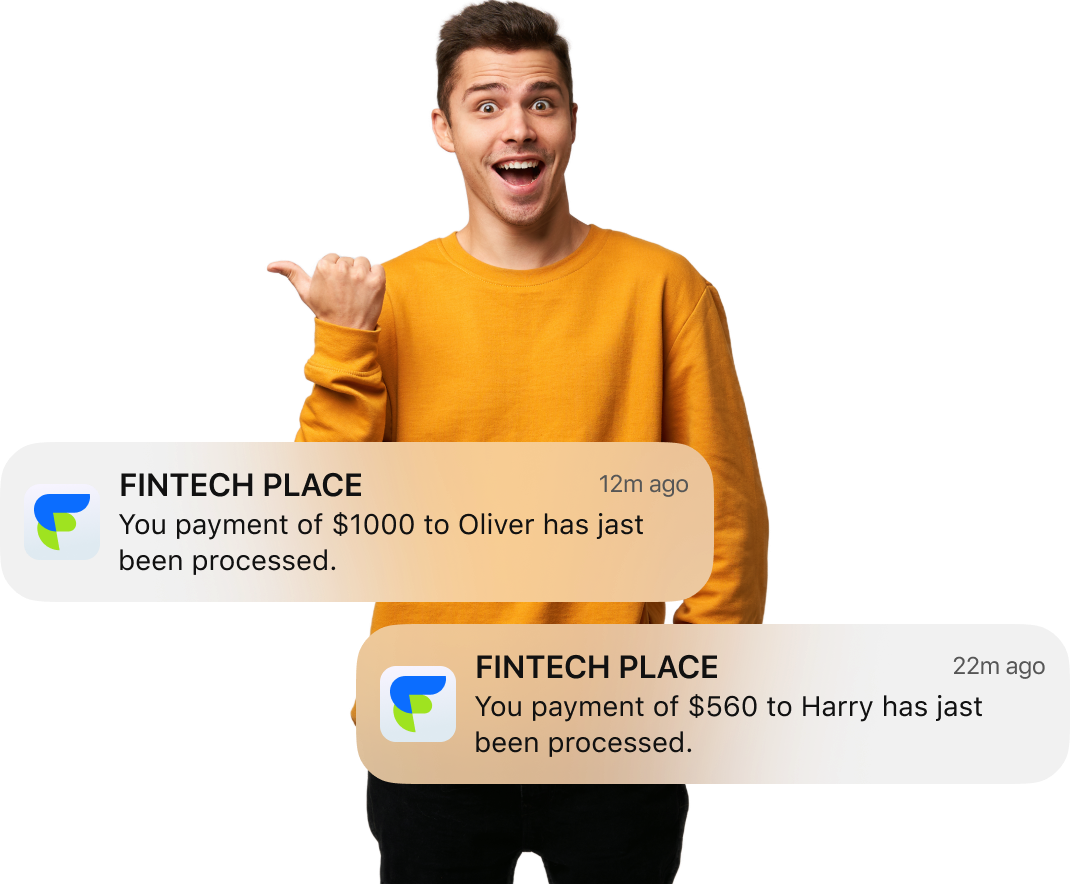 FINTECH PLACE 12m ago
You payment of $1000 to Oliver has jast
been processed.
FINTECH PLACE 22m ago
You payment of $560 to Harry has jast
been processed.